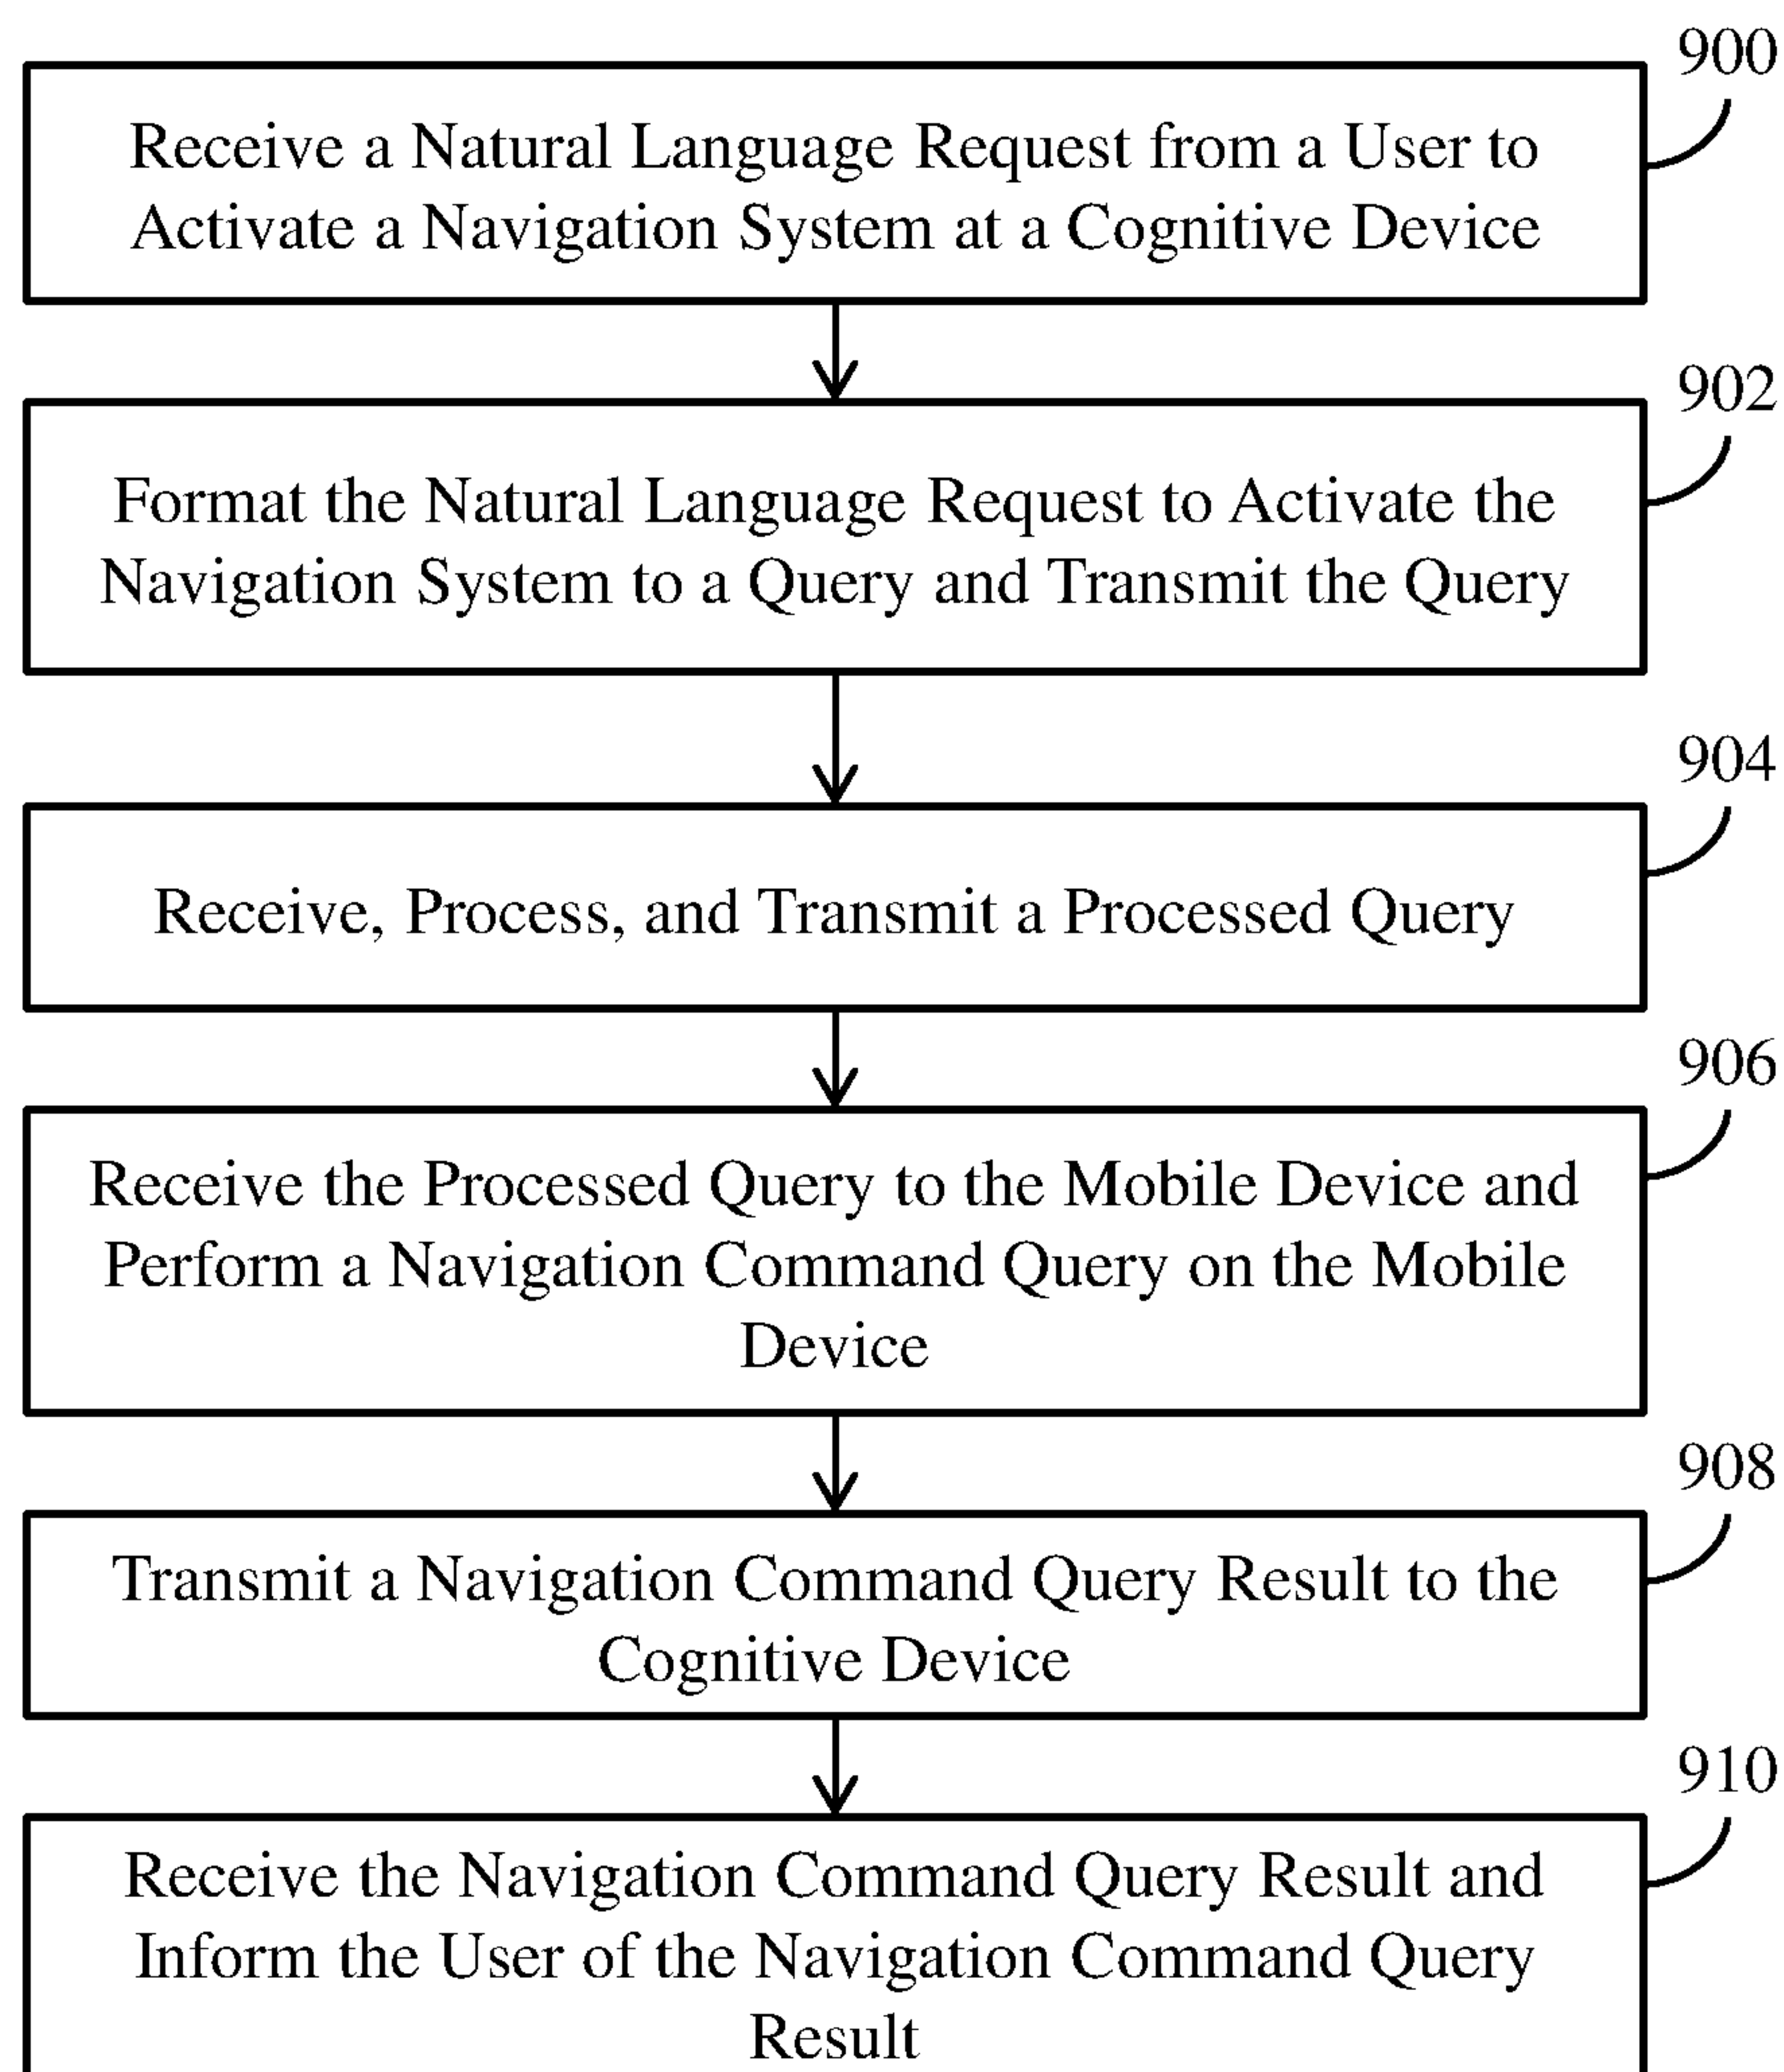 900
Receive a Natural Language Request from a User to
Activate a Navigation System at a Cognitive Device
902
Format the Natural Language Request to Activate the
Navigation System to a Query and Transmit the Query
904
Receive, Process, and Transmit a Processed Query
906
Receive the Processed Query to the Mobile Device and
Perform a Navigation Command Query on the Mobile
Device
908
Transmit a Navigation Command Query Result to the
Cognitive Device
910
Receive the Navigation Command Query Result and
Inform the User of the Navigation Command Query
Result